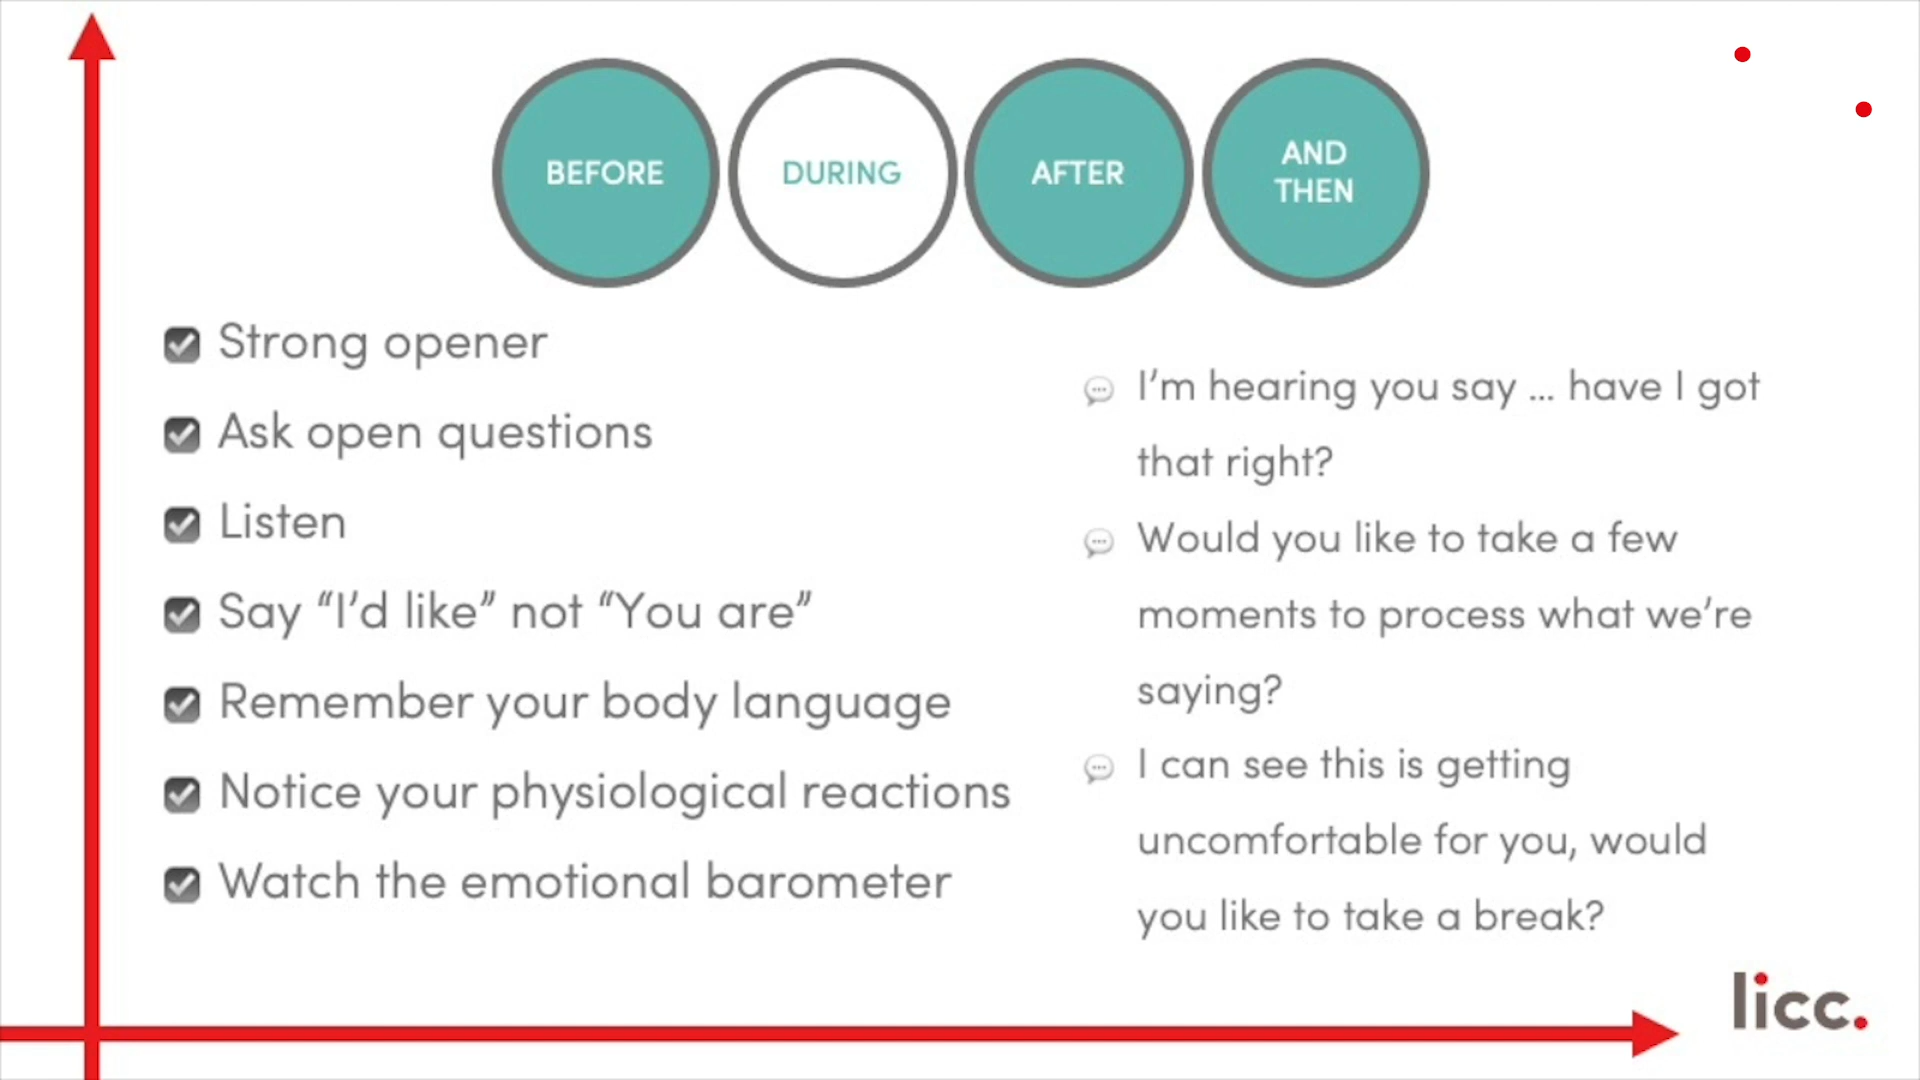 BEFORE
DURING
AFTER
AND
THEN
Strong opener
Ask open questions
Listen
Say “I’d like” not “You are”
Remember your body language
Notice your physiological reactions
Watch the emotional barometer
I’m hearing you say ... have I got
that right?
Would you like to take a few
moments to process what we’re
saying?
I can see this is getting
uncomfortable for you, would
you like to take a break?
licc.